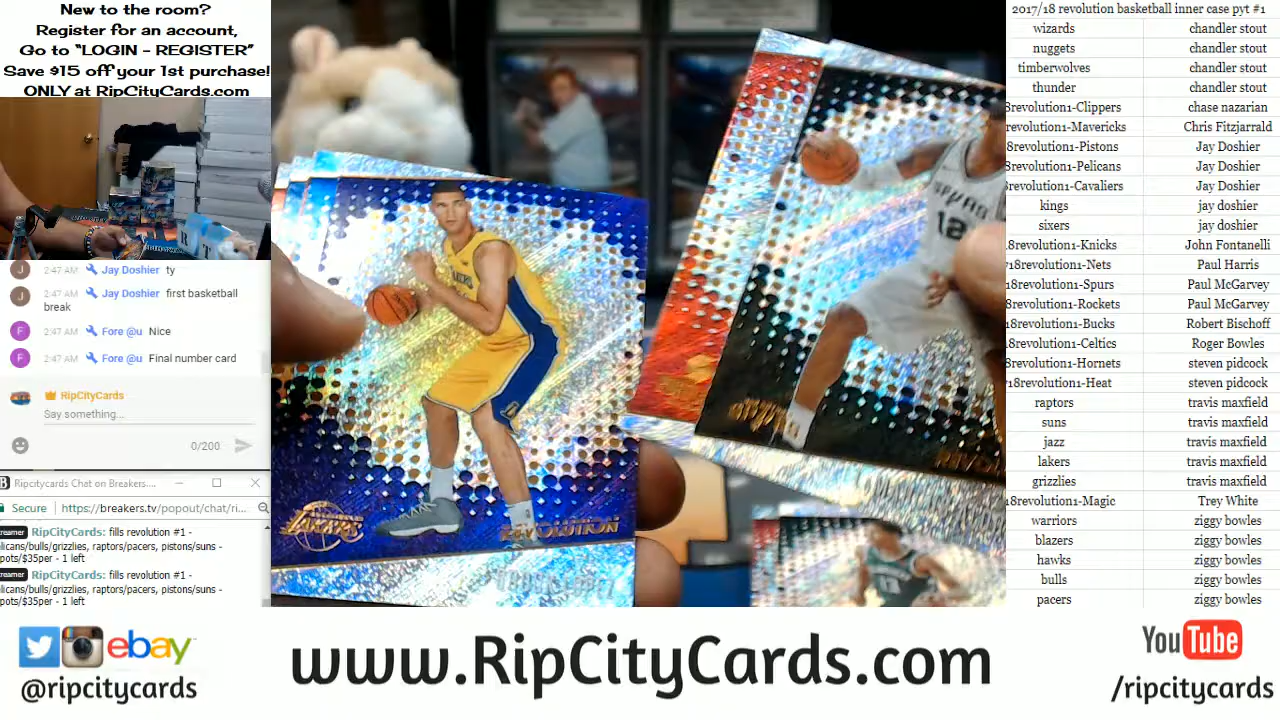 New to the room?
Register for an account,
Go to "LOGIN - REGISTER"
Save $15 off your 1st purchase!
ONLY at RipCityCards.com
J 2:47 AM Jay Doshier ty
J 2:47 AM Jay Doshier first basketball
break
F 2:47 AM Fore @u Nice
F 2:47 AM Fore @u Final number card
RipCityCards
Say something...
0/200
Ripcitycards Chat on Breakers....
Secure https://breakers.tv/popout/chat/ri...
reamer RipCityCards: fills revolution #1 -
licans/bulls/grizzlies, raptors/pacers, pistons/suns -
pots/$35per - 1 left
reamer RipCityCards: fills revolution #1 -
licans/bulls/grizzlies, raptors/pacers, pistons/suns -
pots/$35per - 1 left
SPURS
12
LAKERS
REVOLUTION
13
2017/18 revolution basketball inner case pyt #1
wizards chandler stout
nuggets chandler stout
timberwolves chandler stout
thunder chandler stout
8revolution1-Clippers chase nazarian
revolution1-Mavericks Chris Fitzjarrald
8revolution1-Pistons Jay Doshier
8revolution1-Pelicans Jay Doshier
revolution1-Cavaliers Jay Doshier
kings jay doshier
sixers jay doshier
18revolution1-Knicks John Fontanelli
18revolution1-Nets Paul Harris
18revolution1-Spurs Paul McGarvey
8revolution1-Rockets Paul McGarvey
18revolution1-Bucks Robert Bischoff
8revolution1-Celtics Roger Bowles
8revolution1-Hornets steven pidcock
18revolution1-Heat steven pidcock
raptors travis maxfield
suns travis maxfield
jazz travis maxfield
lakers travis maxfield
grizzlies travis maxfield
18revolution1-Magic Trey White
warriors ziggy bowles
blazers ziggy bowles
hawks ziggy bowles
bulls ziggy bowles
pacers ziggy bowles
ebay
@ripcitycards
www.RipCityCards.com
YouTube
/ripcitycards